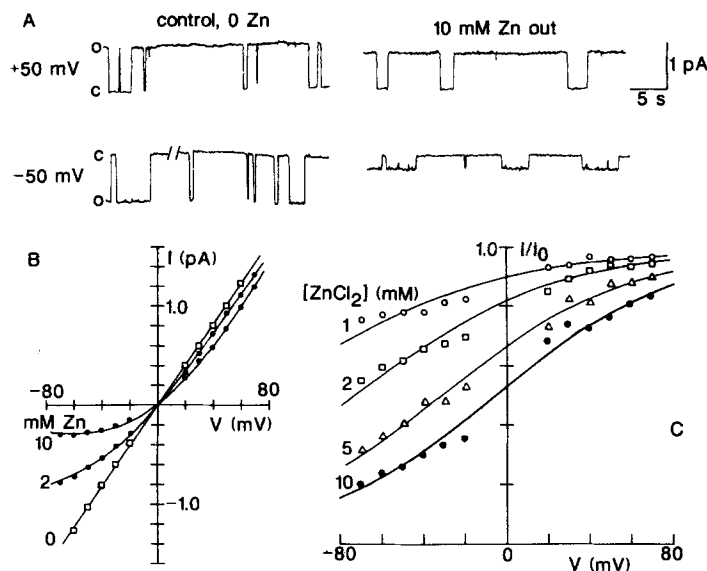 A
control, 0 Zn
10 mM Zn out
+50 mV
o
c
1 pA
5 s
-50 mV
c
o
B
I (pA)
1.0
-80
80
V (mV)
mM Zn
10
2
0
-1.0
1.0
I/I₀
[ZnCl₂] (mM)
1
2
5
10
C
-80
0
80
V (mV)